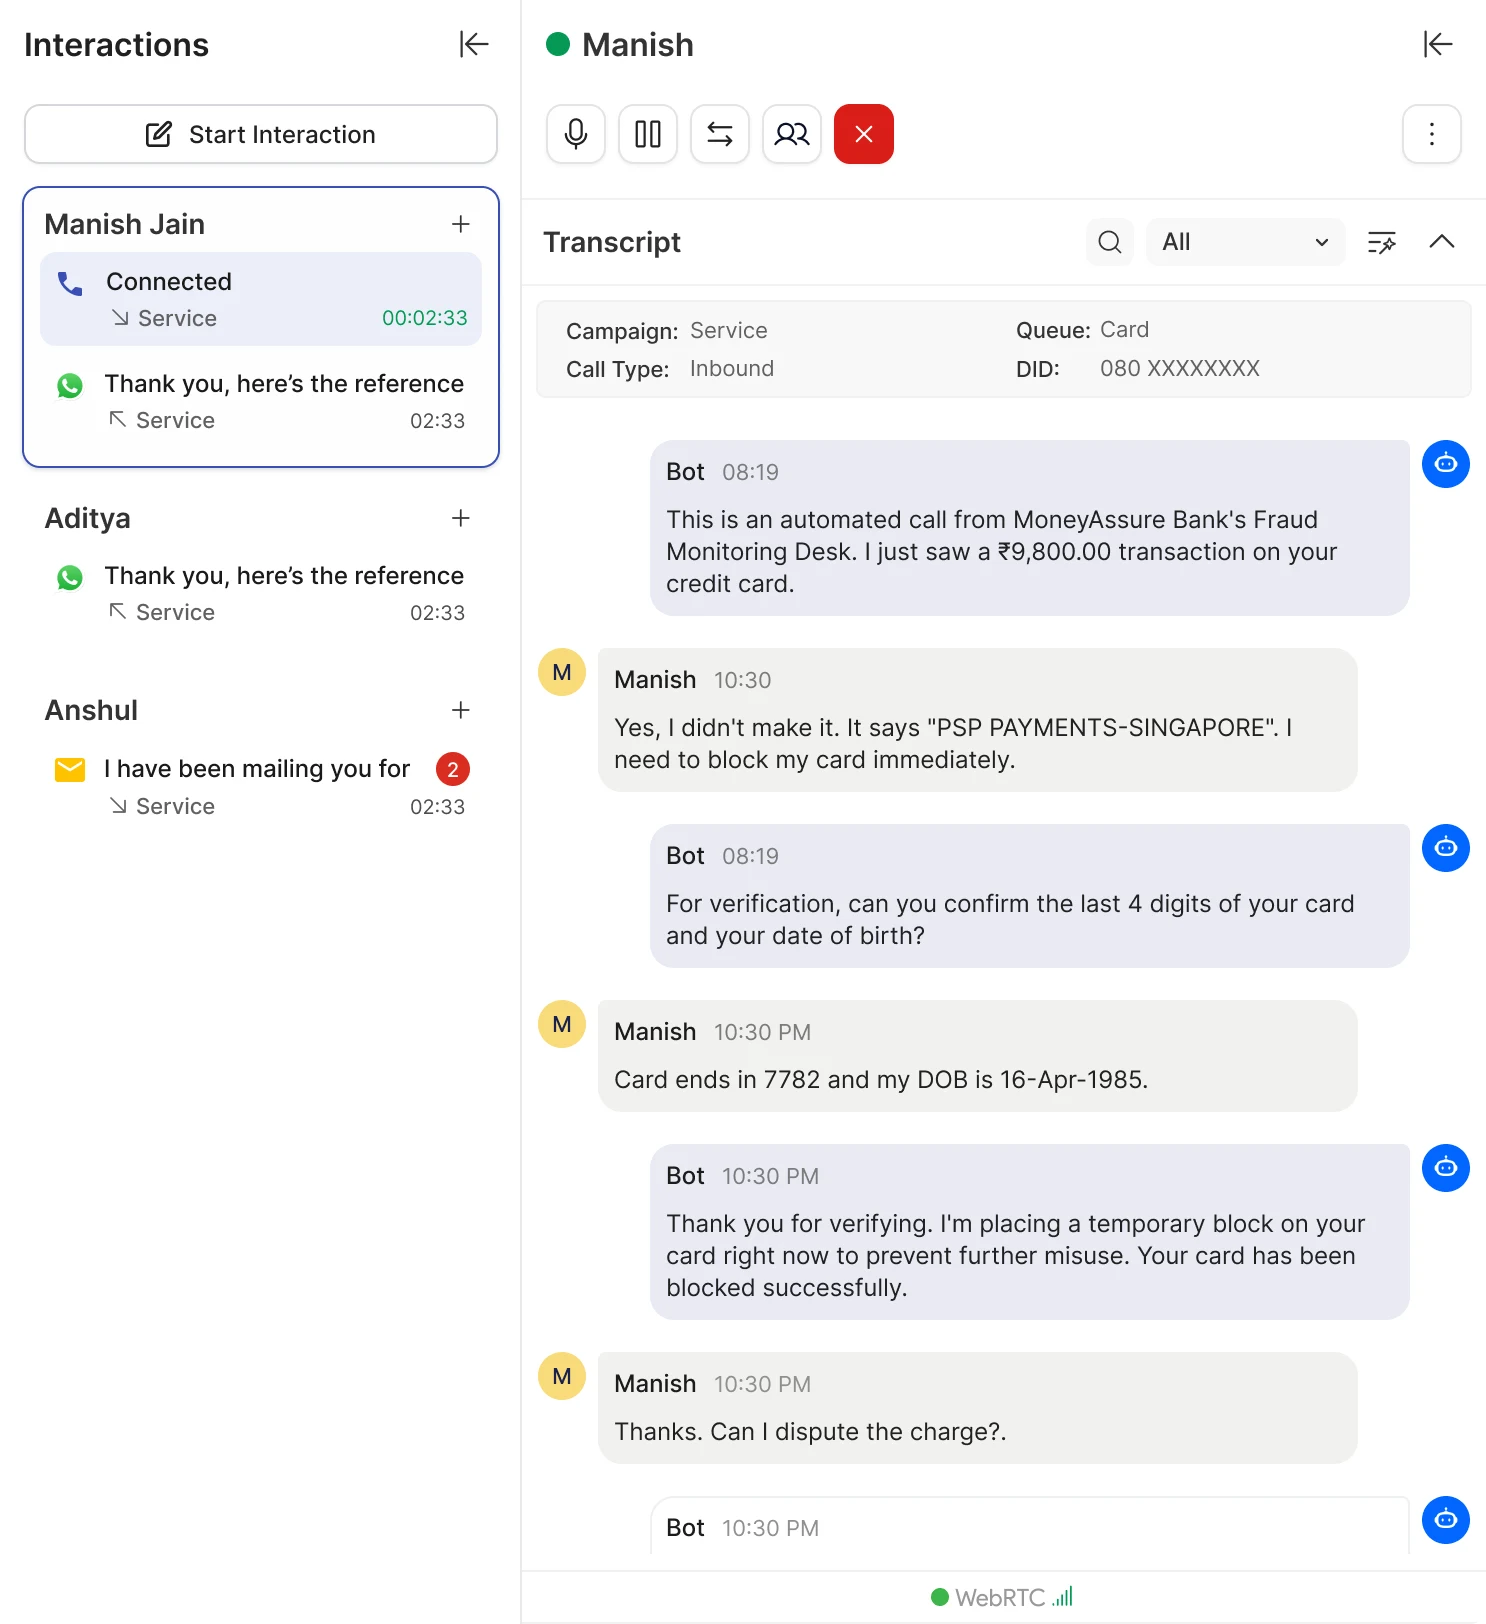 Interactions
Start Interaction
Manish Jain
Connected
Service 00:02:33
Thank you, here’s the reference
Service 02:33
Aditya
Thank you, here’s the reference
Service 02:33
Anshul
I have been mailing you for 2
Service 02:33
Manish
Transcript All
Campaign: Service Queue: Card
Call Type: Inbound DID: 080 XXXXXXXX
Bot 08:19
This is an automated call from MoneyAssure Bank's Fraud
Monitoring Desk. I just saw a ₹9,800.00 transaction on your
credit card.
M
Manish 10:30
Yes, I didn't make it. It says "PSP PAYMENTS-SINGAPORE". I
need to block my card immediately.
Bot 08:19
For verification, can you confirm the last 4 digits of your card
and your date of birth?
M
Manish 10:30 PM
Card ends in 7782 and my DOB is 16-Apr-1985.
Bot 10:30 PM
Thank you for verifying. I'm placing a temporary block on your
card right now to prevent further misuse. Your card has been
blocked successfully.
M
Manish 10:30 PM
Thanks. Can I dispute the charge?.
Bot 10:30 PM
WebRTC